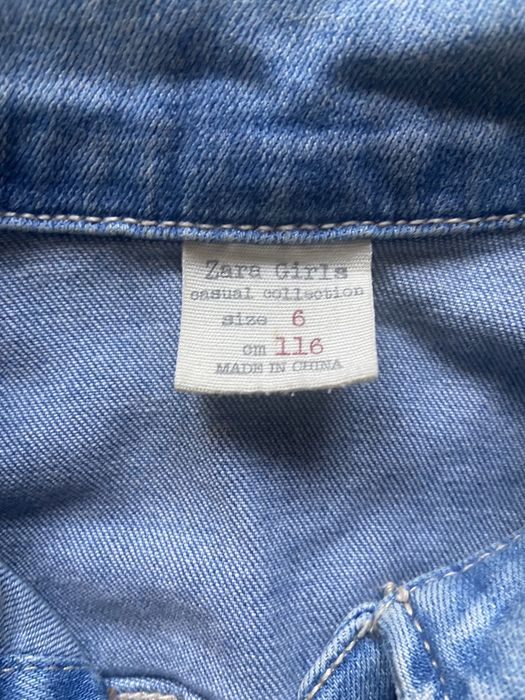 Zara Girls
casual collection
size 6
cm 116
MADE IN CHINA